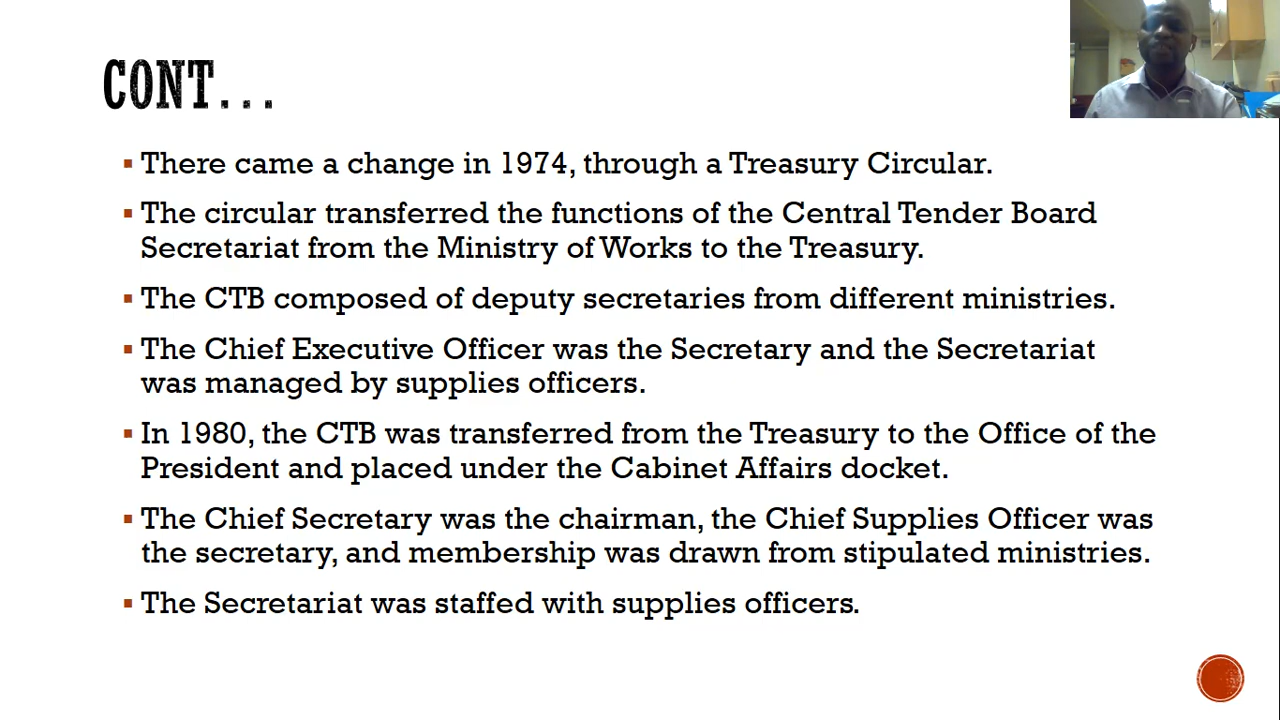 CONT...
There came a change in 1974, through a Treasury Circular.
The circular transferred the functions of the Central Tender Board
Secretariat from the Ministry of Works to the Treasury.
The CTB composed of deputy secretaries from different ministries.
The Chief Executive Officer was the Secretary and the Secretariat
was managed by supplies officers.
In 1980, the CTB was transferred from the Treasury to the Office of the
President and placed under the Cabinet Affairs docket.
The Chief Secretary was the chairman, the Chief Supplies Officer was
the secretary, and membership was drawn from stipulated ministries.
The Secretariat was staffed with supplies officers.